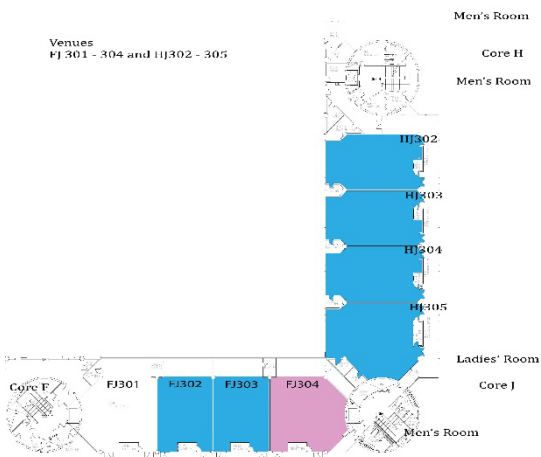 Men's Room
Venues
FJ 301 - 304 and HJ302 - 305
Core H
Men's Room
HJ302
HJ303
HJ304
HJ305
Ladies' Room
Core F
FJ301
FJ302
FJ303
FJ304
Core J
Men's Room